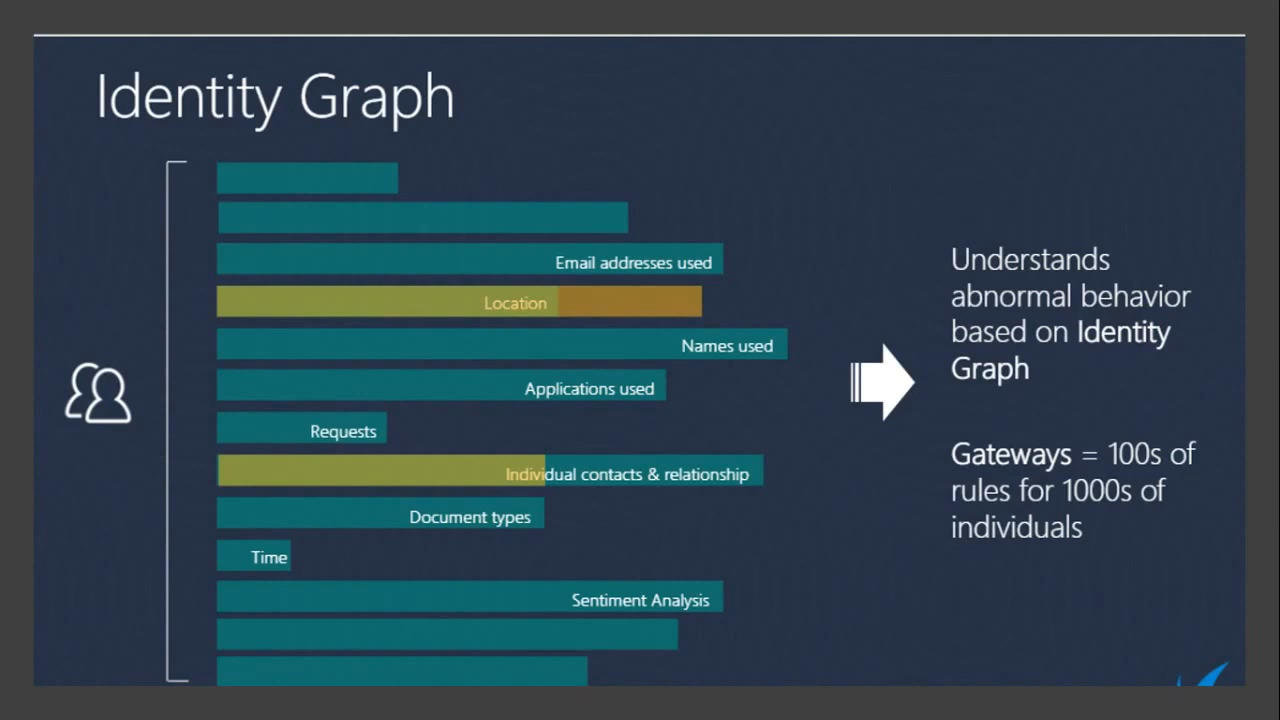 Identity Graph
Email addresses used
Location
Names used
Applications used
Requests
Individual contacts & relationship
Document types
Time
Sentiment Analysis
Understands
abnormal behavior
based on Identity
Graph
Gateways = 100s of
rules for 1000s of
individuals